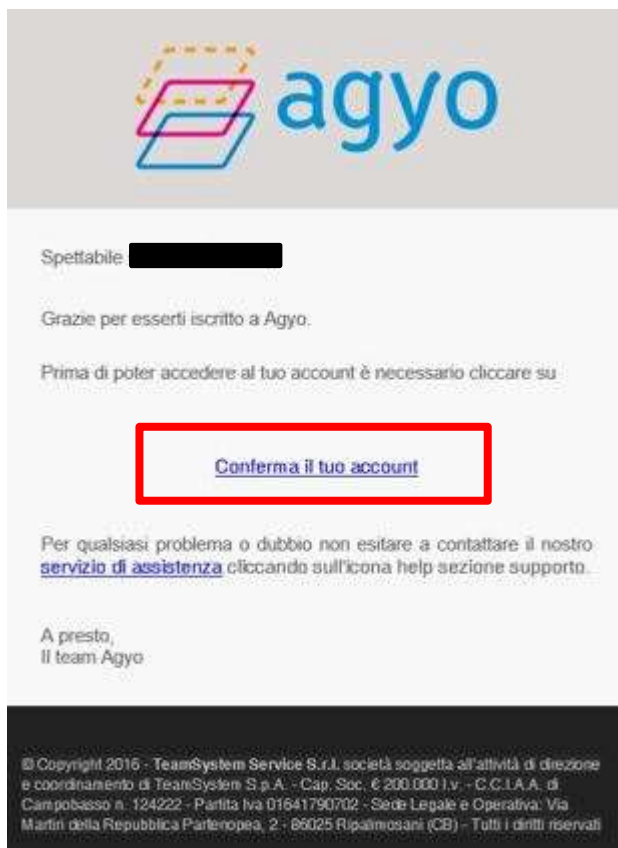 agyo
Spettabile
Grazie per esserti iscritto a Agyo.
Prima di poter accedere al tuo account è necessario cliccare su
Conferma il tuo account
Per qualsiasi problema o dubbio non esitare a contattare il nostro
servizio di assistenza cliccando sull'icona help sezione supporto.
A presto,
Il team Agyo
© Copyright 2016 - TeamSystem Service S.r.l. società soggetta all'attività di direzione
e coordinamento di TeamSystem S.p.A. - Cap. Soc. € 200.000 I.v. - C.C.I.A.A. di
Campobasso n. 124222 - Partita Iva 01641790702 - Sede Legale e Operativa: Via
Martiri della Repubblica Partenopea, 2 - 86025 Ripalimosani (CB) - Tutti i diritti riservati